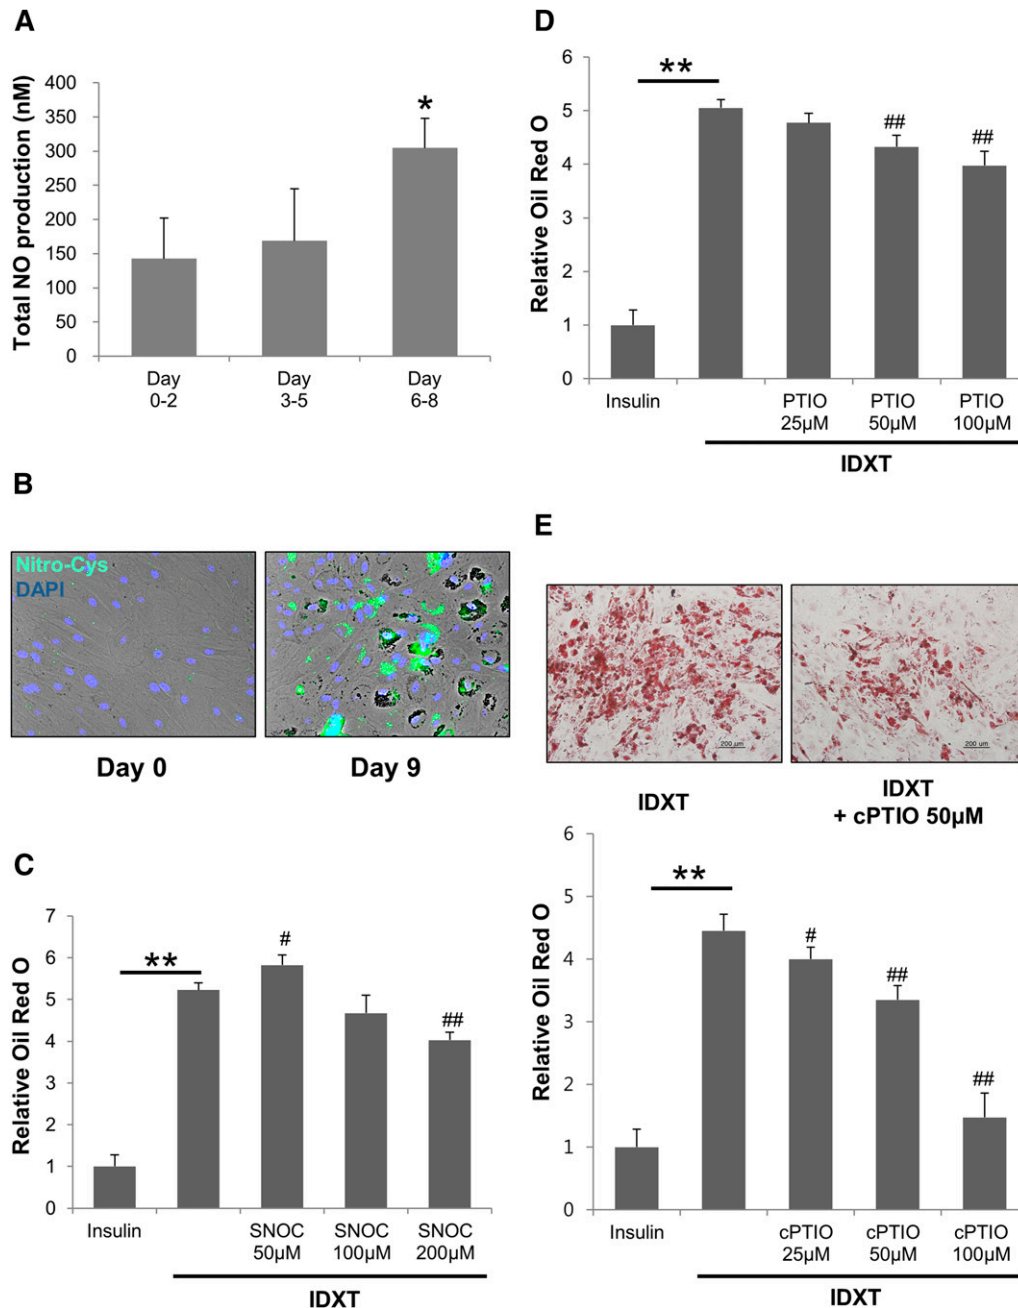 A
Total NO production (nM)
400
350
300
250
200
150
100
50
0
*
Day
0-2
Day
3-5
Day
6-8
B
Nitro-Cys
DAPI
Day 0
Day 9
C
Relative Oil Red O
7
6
5
4
3
2
1
0
**
#
##
Insulin
SNOC
50µM
SNOC
100µM
SNOC
200µM
IDXT
D
Relative Oil Red O
6
5
4
3
2
1
0
**
##
##
Insulin
PTIO
25µM
PTIO
50µM
PTIO
100µM
IDXT
E
200 µm
200 µm
IDXT
IDXT
+ cPTIO 50µM
Relative Oil Red O
6
5
4
3
2
1
0
**
#
##
##
Insulin
cPTIO
25µM
cPTIO
50µM
cPTIO
100µM
IDXT